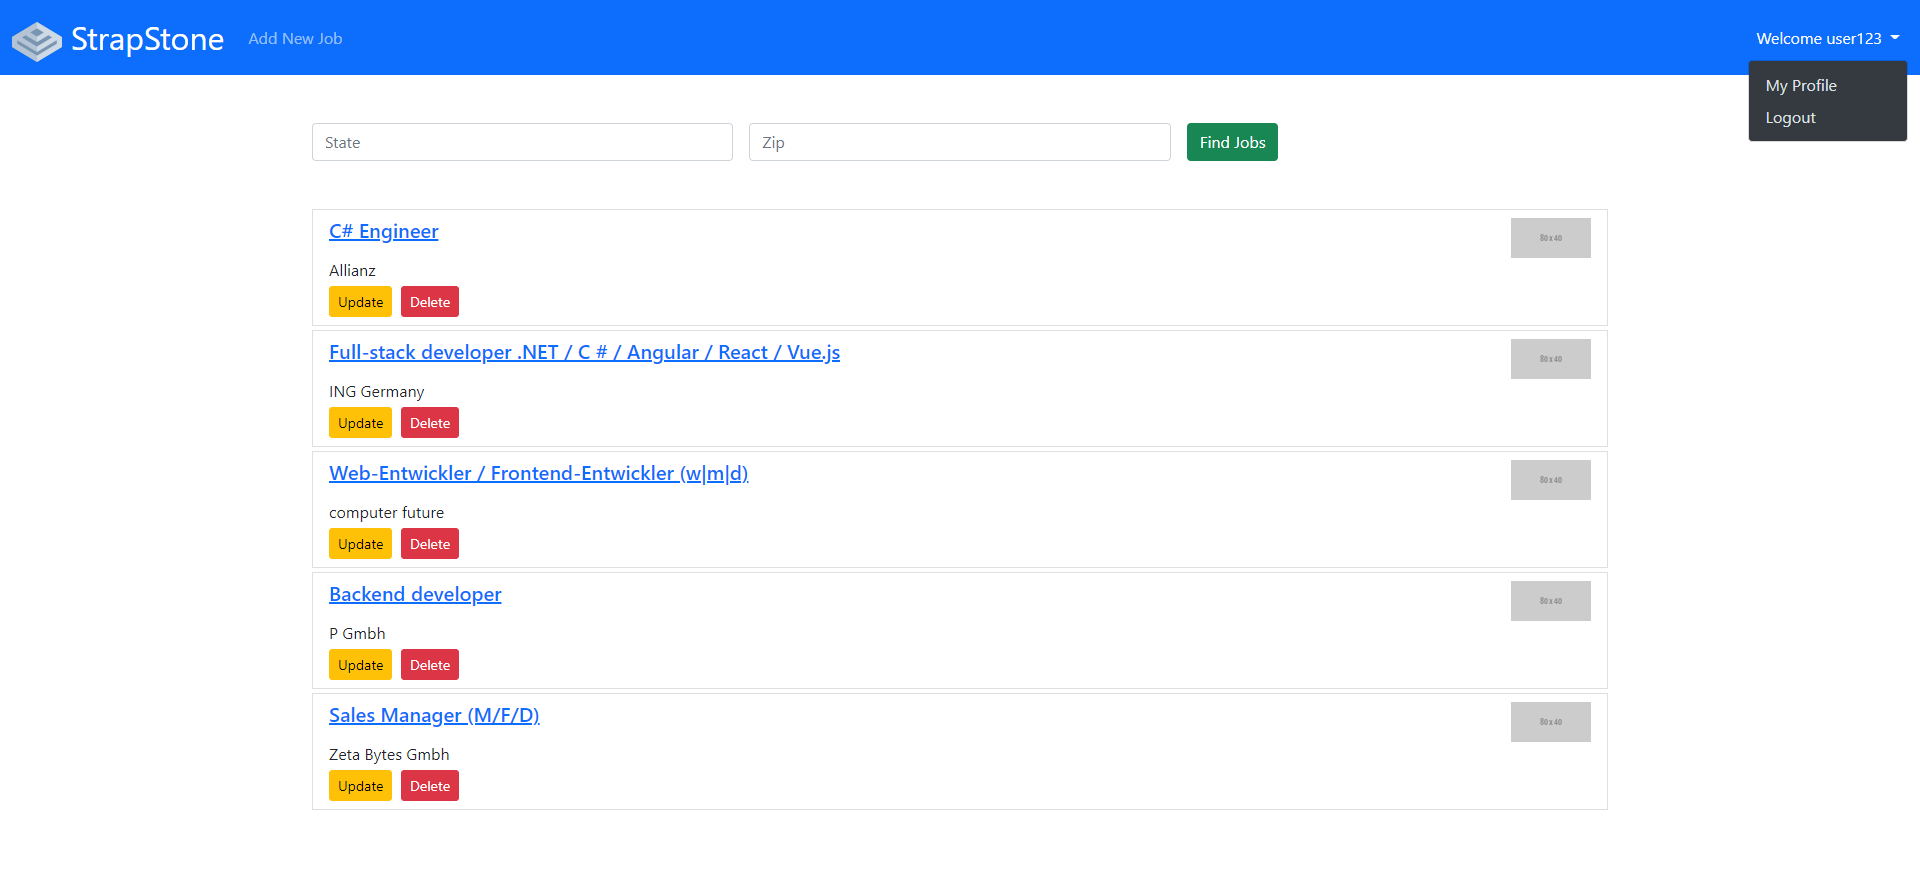 StrapStone Add New Job Welcome user123
My Profile
Logout
State Zip Find Jobs
C# Engineer
80x40
Allianz
Update Delete
Full-stack developer .NET / C # / Angular / React / Vue.js
80x40
ING Germany
Update Delete
Web-Entwickler / Frontend-Entwickler (w|m|d)
80x40
computer future
Update Delete
Backend developer
80x40
P Gmbh
Update Delete
Sales Manager (M/F/D)
80x40
Zeta Bytes Gmbh
Update Delete